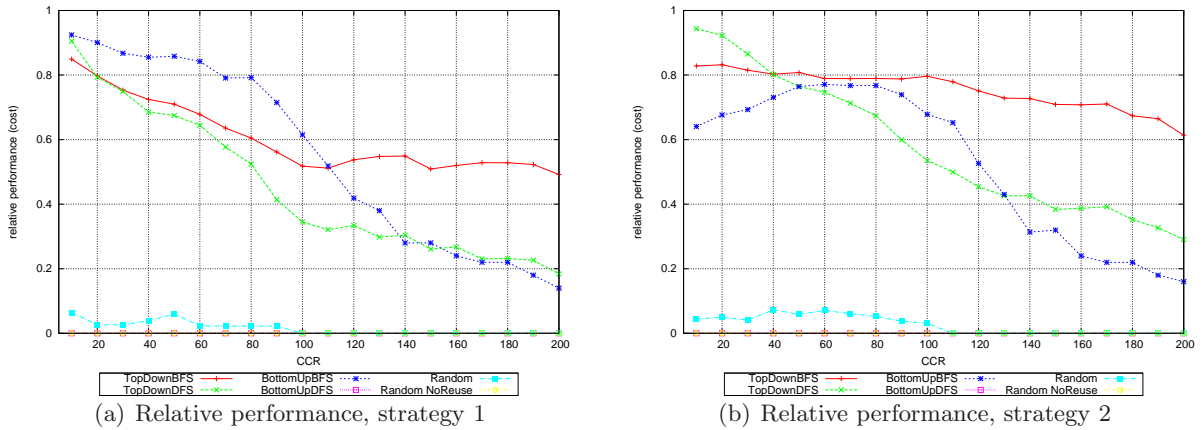 1
0.8
0.6
0.4
0.2
0
relative performance (cost)
20 40 60 80 100 120 140 160 180 200
CCR
TopDownBFS BottomUpBFS Random
TopDownDFS BottomUpDFS Random NoReuse
(a) Relative performance, strategy 1
1
0.8
0.6
0.4
0.2
0
relative performance (cost)
20 40 60 80 100 120 140 160 180 200
CCR
TopDownBFS BottomUpBFS Random
TopDownDFS BottomUpDFS Random NoReuse
(b) Relative performance, strategy 2